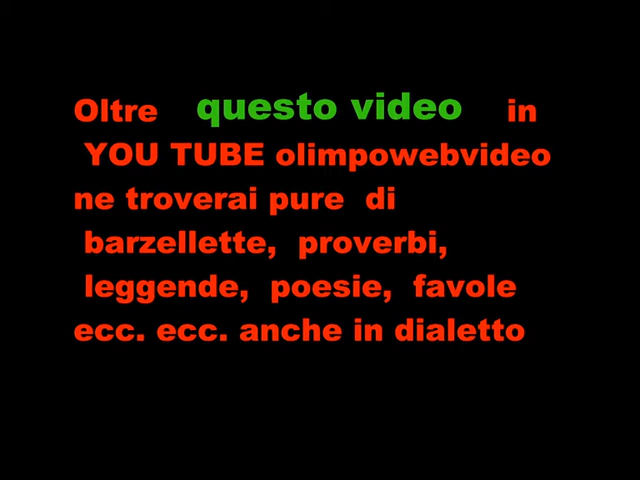 Oltre questo video in
YOU TUBE olimpowebvideo
ne troverai pure di
barzellette, proverbi,
leggende, poesie, favole
ecc. ecc. anche in dialetto